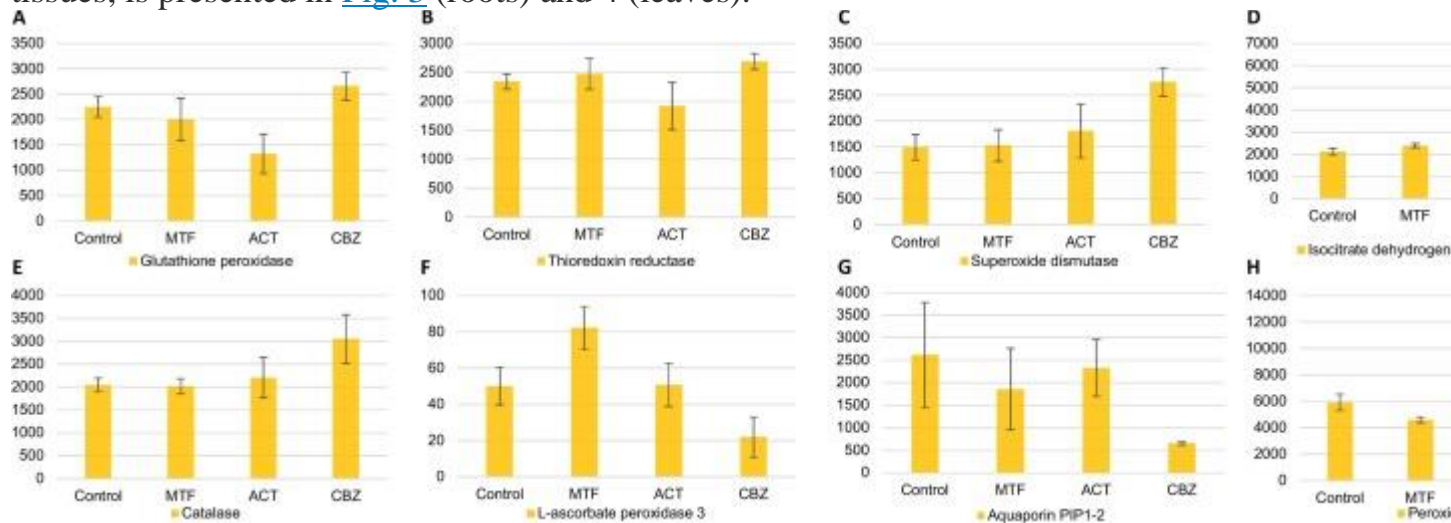 tissues, is presented in Fig. 3 (roots) and 4 (leaves).
A
3500
3000
2500
2000
1500
1000
500
0
Control MTF ACT CBZ
Glutathione peroxidase
B
3000
2500
2000
1500
1000
500
0
Control MTF ACT CBZ
Thioredoxin reductase
C
3500
3000
2500
2000
1500
1000
500
0
Control MTF ACT CBZ
Superoxide dismutase
D
7000
6000
5000
4000
3000
2000
1000
0
Control MTF
Isocitrate dehydrogen
E
4000
3500
3000
2500
2000
1500
1000
500
0
Control MTF ACT CBZ
Catalase
F
100
80
60
40
20
0
Control MTF ACT CBZ
L-ascorbate peroxidase 3
G
4000
3500
3000
2500
2000
1500
1000
500
0
Control MTF ACT CBZ
Aquaporin PIP1-2
H
14000
12000
10000
8000
6000
4000
2000
0
Control MTF
Peroxi